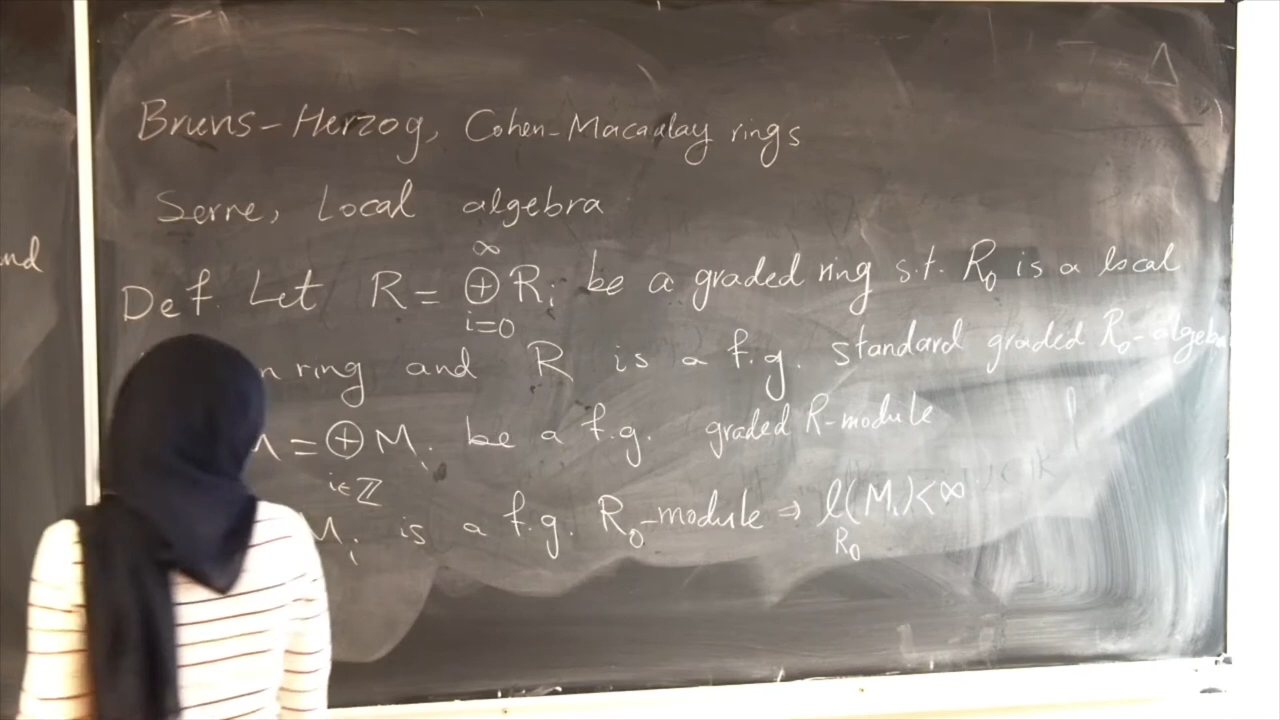 Bruns-Herzog, Cohen-Macaulay rings
Serre, Local algebra
Def. Let R = ⊕_{i=0}^{∞} R_i be a graded ring s.t. R_0 is a local
ring and R is a f.g. standard graded R_0-algebra
M = ⊕_{i∈ℤ} M_i be a f.g. graded R-module
M_i is a f.g. R_0-module ⇒ l_{R_0}(M_i) < ∞